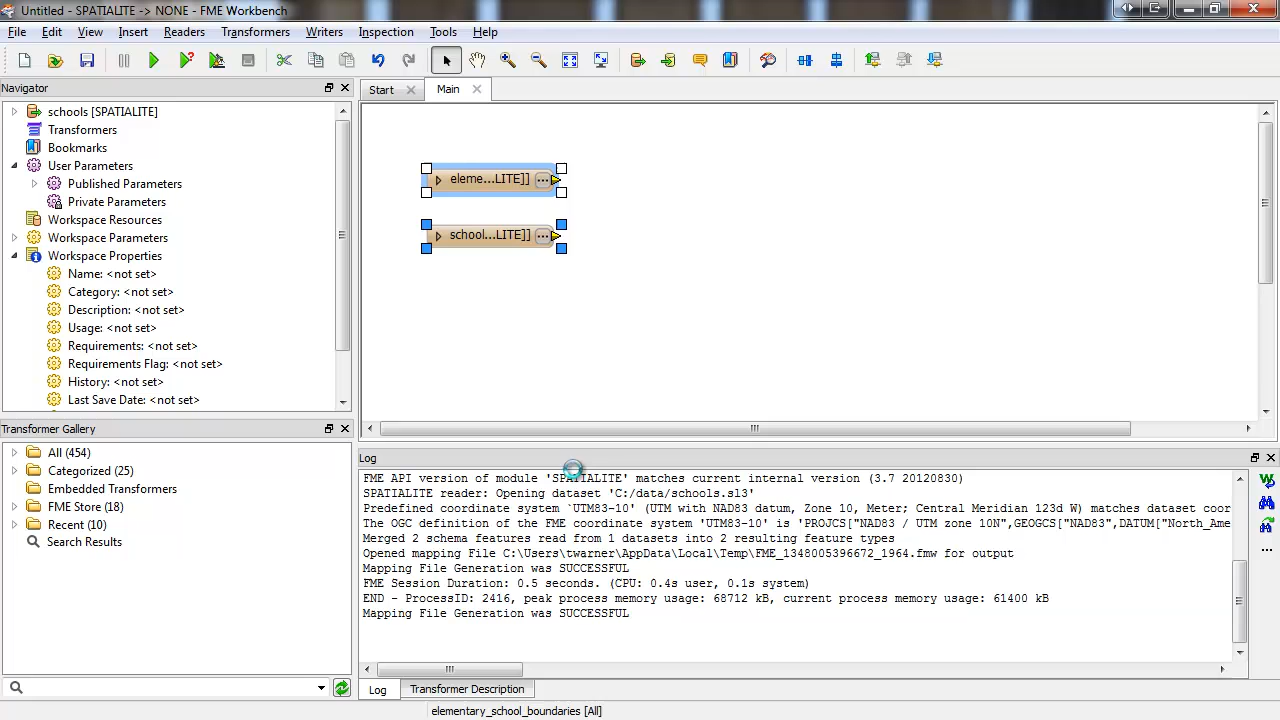 Untitled - SPATIALITE -> NONE - FME Workbench
File Edit View Insert Readers Transformers Writers Inspection Tools Help
Navigator
schools [SPATIALITE]
Transformers
Bookmarks
User Parameters
Published Parameters
Private Parameters
Workspace Resources
Workspace Parameters
Workspace Properties
Name: <not set>
Category: <not set>
Description: <not set>
Usage: <not set>
Requirements: <not set>
Requirements Flag: <not set>
History: <not set>
Last Save Date: <not set>
Transformer Gallery
All (454)
Categorized (25)
Embedded Transformers
FME Store (18)
Recent (10)
Search Results
Start Main
eleme...LITE]]
school...LITE]]
Log
FME API version of module 'SPATIALITE' matches current internal version (3.7 20120830)
SPATIALITE reader: Opening dataset 'C:/data/schools.sl3'
Predefined coordinate system `UTM83-10' (UTM with NAD83 datum, Zone 10, Meter; Central Meridian 123d W) matches dataset coor
The OGC definition of the FME coordinate system 'UTM83-10' is 'PROJCS["NAD83 / UTM zone 10N",GEOGCS["NAD83",DATUM["North_Ame
Merged 2 schema features read from 1 datasets into 2 resulting feature types
Opened mapping File C:\Users\twarner\AppData\Local\Temp\FME_1348005396672_1964.fmw for output
Mapping File Generation was SUCCESSFUL
FME Session Duration: 0.5 seconds. (CPU: 0.4s user, 0.1s system)
END - ProcessID: 2416, peak process memory usage: 68712 kB, current process memory usage: 61400 kB
Mapping File Generation was SUCCESSFUL
Log Transformer Description
elementary_school_boundaries [All]